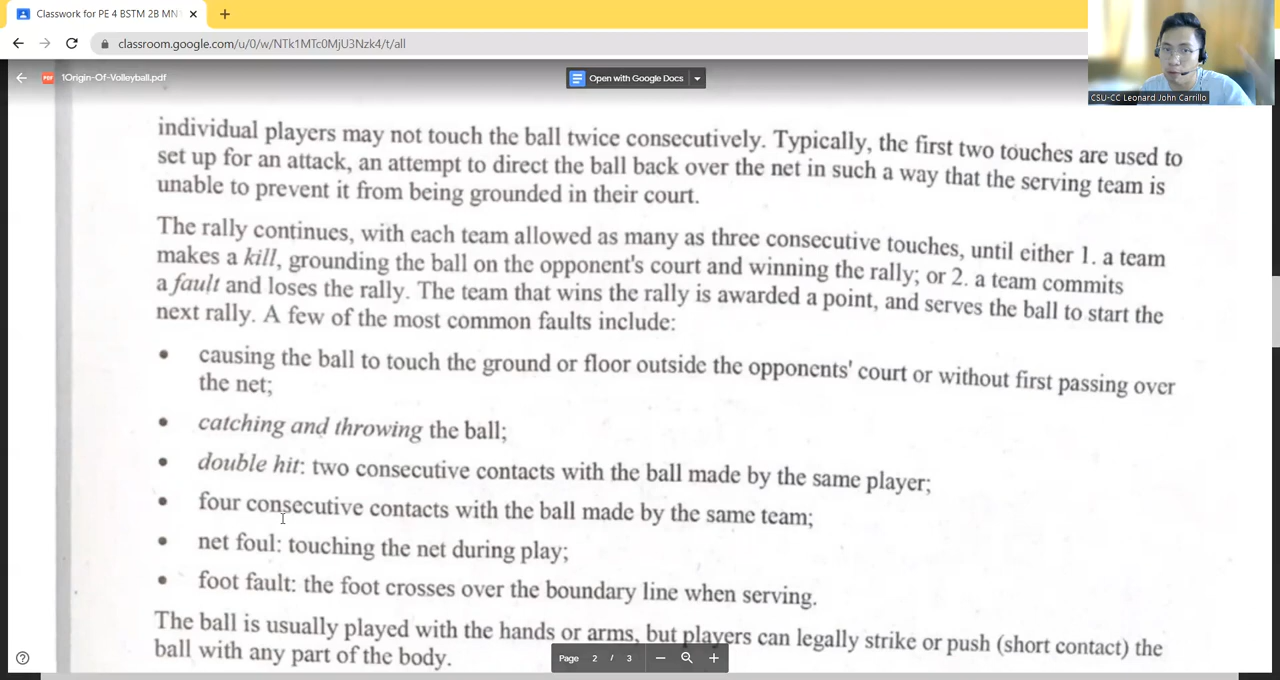 Classwork for PE 4 BSTM 2B MN
classroom.google.com/u/0/w/NTk1MTc0MjU3Nzk4/t/all
1Origin-Of-Volleyball.pdf
Open with Google Docs
CSU-CC Leonard John Carrillo
individual players may not touch the ball twice consecutively. Typically, the first two touches are used to
set up for an attack, an attempt to direct the ball back over the net in such a way that the serving team is
unable to prevent it from being grounded in their court.
The rally continues, with each team allowed as many as three consecutive touches, until either 1. a team
makes a kill, grounding the ball on the opponent's court and winning the rally; or 2. a team commits
a fault and loses the rally. The team that wins the rally is awarded a point, and serves the ball to start the
next rally. A few of the most common faults include:
• causing the ball to touch the ground or floor outside the opponents' court or without first passing over
the net;
• catching and throwing the ball;
• double hit: two consecutive contacts with the ball made by the same player;
• four consecutive contacts with the ball made by the same team;
• net foul: touching the net during play;
• foot fault: the foot crosses over the boundary line when serving.
The ball is usually played with the hands or arms, but players can legally strike or push (short contact) the
ball with any part of the body.
Page 2 / 3